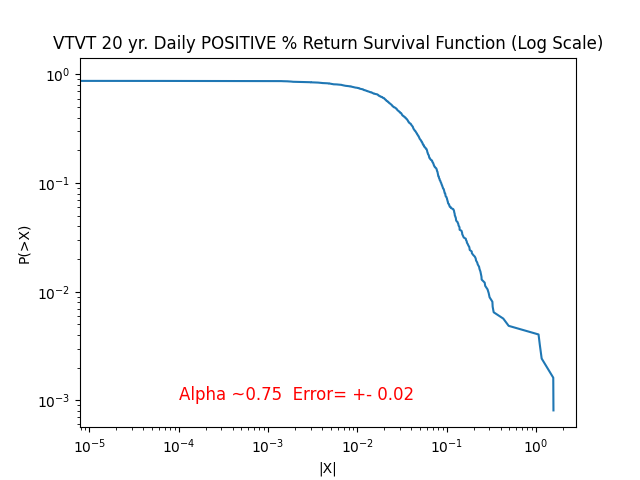 VTVT 20 yr. Daily POSITIVE % Return Survival Function (Log Scale)
10^0
10^-1
10^-2
10^-3
P(>X)
Alpha ~0.75  Error= +- 0.02
10^-5 10^-4 10^-3 10^-2 10^-1 10^0
|X|